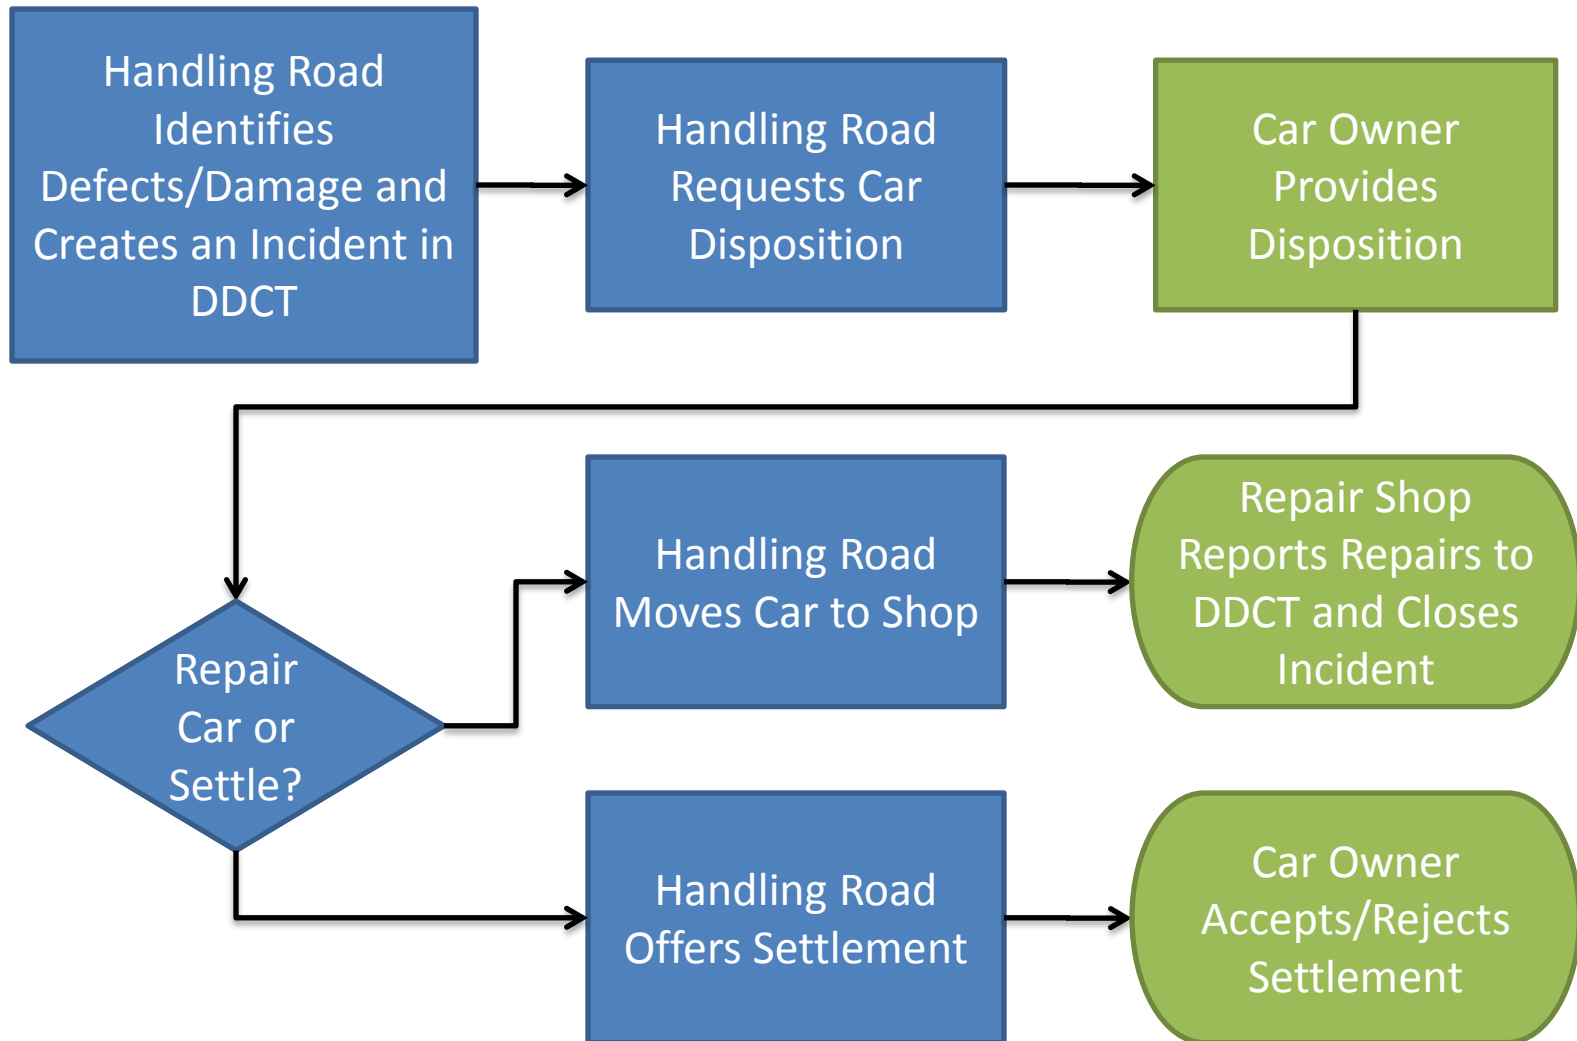 Handling Road
Identifies
Defects/Damage and
Creates an Incident in
DDCT
Handling Road
Requests Car
Disposition
Car Owner
Provides
Disposition
Repair
Car or
Settle?
Handling Road
Moves Car to Shop
Repair Shop
Reports Repairs to
DDCT and Closes
Incident
Handling Road
Offers Settlement
Car Owner
Accepts/Rejects
Settlement